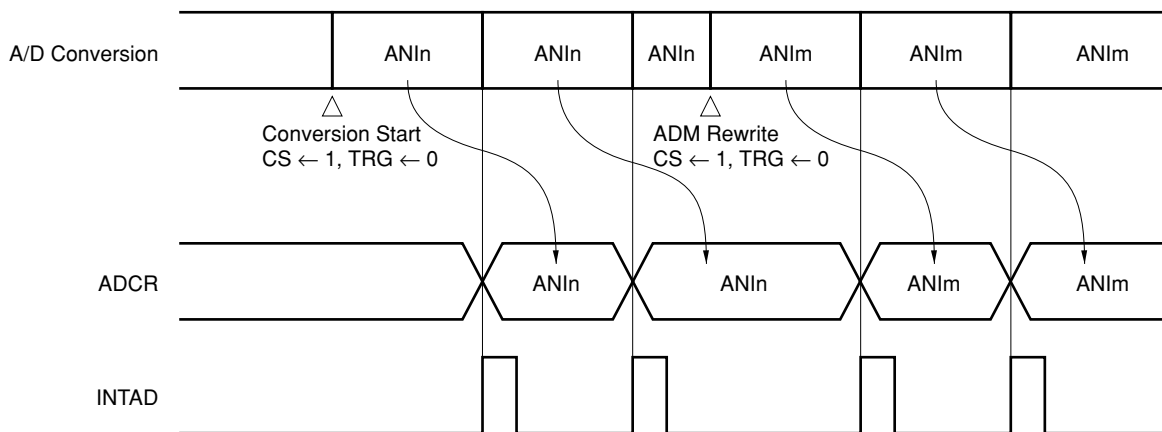 A/D Conversion
ANIn
ANIn
ANIn
ANIm
ANIm
ANIm
Conversion Start
CS ← 1, TRG ← 0
ADM Rewrite
CS ← 1, TRG ← 0
ADCR
ANIn
ANIn
ANIm
ANIm
INTAD